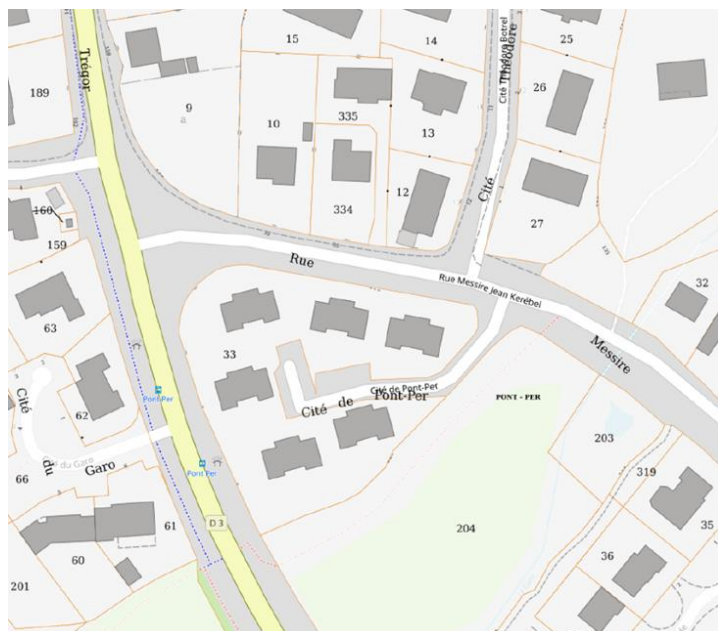 15
14
25
Trégor
189
9
10
335
13
26
Cité Théodore Botrel
Théodore
334
12
Cité
27
160
159
Rue
Rue Messire Jean Kerébel
32
63
33
Messire
Cité de Pont-Per
Cité de Pont-Per
PONT - PER
Pont-Per
62
Cité
du
Garo
Cité du Garo
66
Pont Per
203
319
61
D 3
204
35
60
36
201